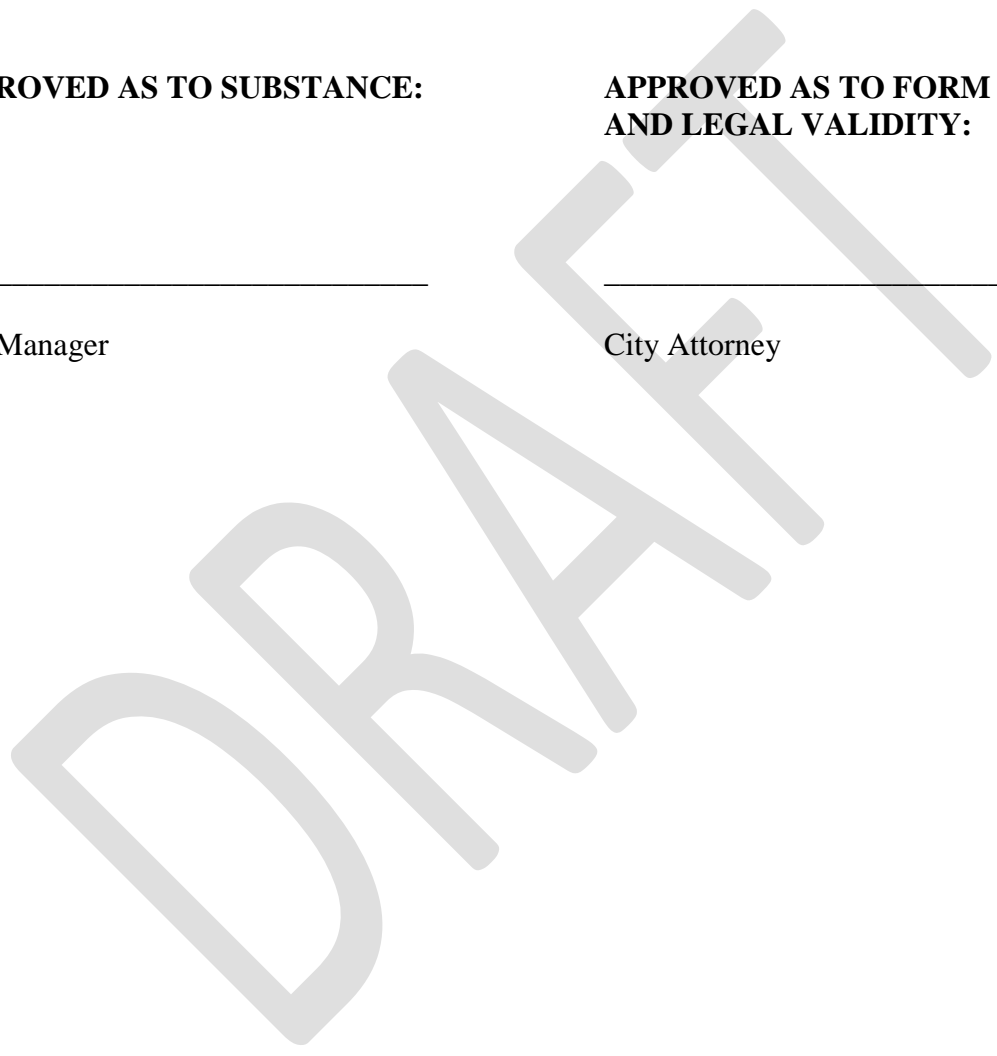 ROVED AS TO SUBSTANCE:
APPROVED AS TO FORM
AND LEGAL VALIDITY:
Manager
City Attorney
DRAFT